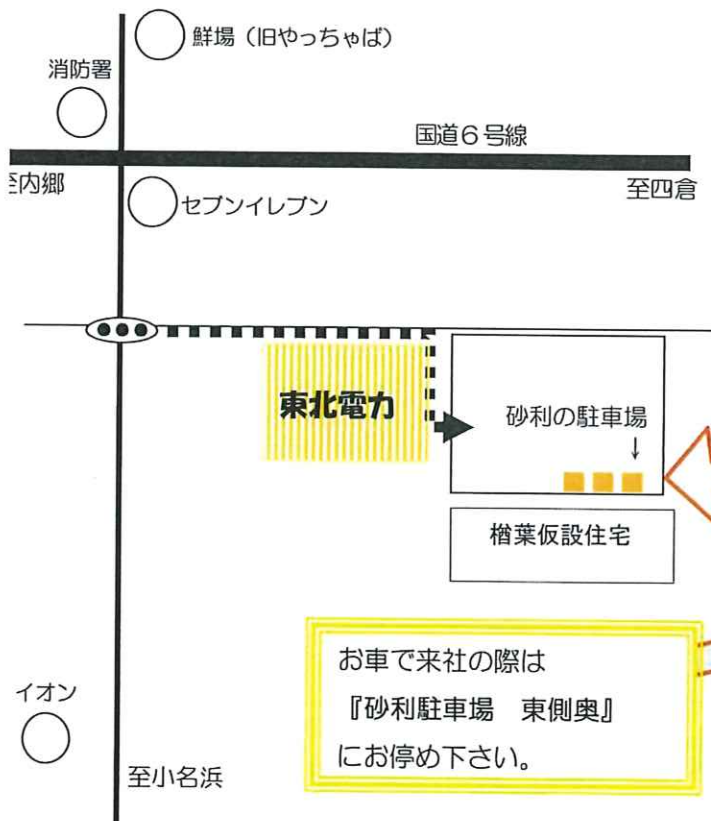 鮮場（旧やっちゃば）
消防署
国道6号線
至内郷
至四倉
セブンイレブン
東北電力
砂利の駐車場
↓
楢葉仮設住宅
お車で来社の際は
『砂利駐車場　東側奥』
にお停め下さい。
イオン
至小名浜